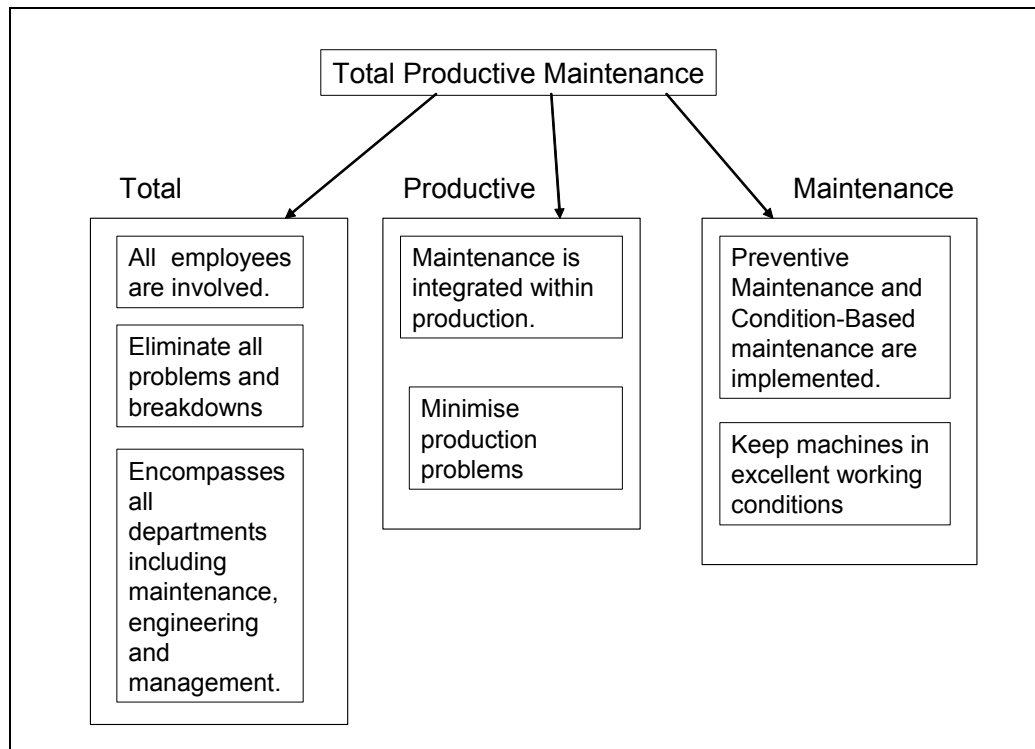 Total Productive Maintenance
Total
All employees
are involved.
Eliminate all
problems and
breakdowns
Encompasses
all
departments
including
maintenance,
engineering
and
management.
Productive
Maintenance is
integrated within
production.
Minimise
production
problems
Maintenance
Preventive
Maintenance and
Condition-Based
maintenance are
implemented.
Keep machines in
excellent working
conditions